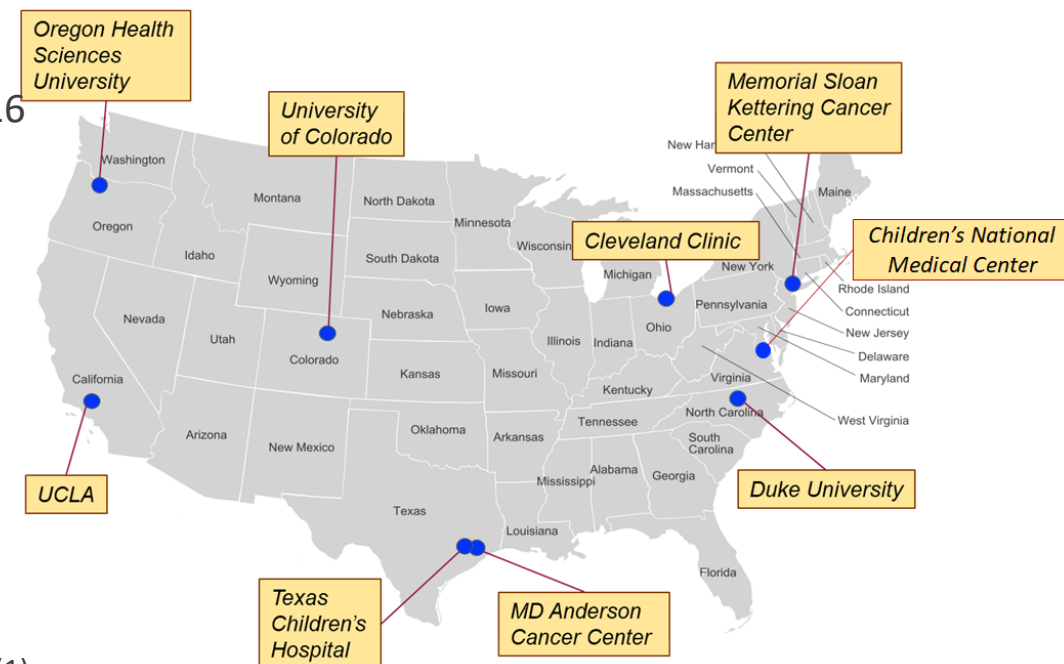 Oregon Health
Sciences
University
16
University
of Colorado
Memorial Sloan
Kettering Cancer
Center
Washington
Montana
North Dakota
Minnesota
New Har
Vermont
Massachusetts
Maine
Oregon
Idaho
Wyoming
South Dakota
Wisconsin
Cleveland Clinic
Michigan
New York
Children's National
Medical Center
Rhode Island
Connecticut
New Jersey
Delaware
Maryland
West Virginia
Nevada
Utah
Colorado
Nebraska
Iowa
Illinois
Indiana
Ohio
Pennsylvania
California
Kansas
Missouri
Kentucky
Virginia
Arizona
New Mexico
Oklahoma
Arkansas
Tennessee
North Carolina
South
Carolina
UCLA
Texas
Louisiana
Mississippi
Alabama
Georgia
Duke University
Florida
Texas
Children's
Hospital
MD Anderson
Cancer Center